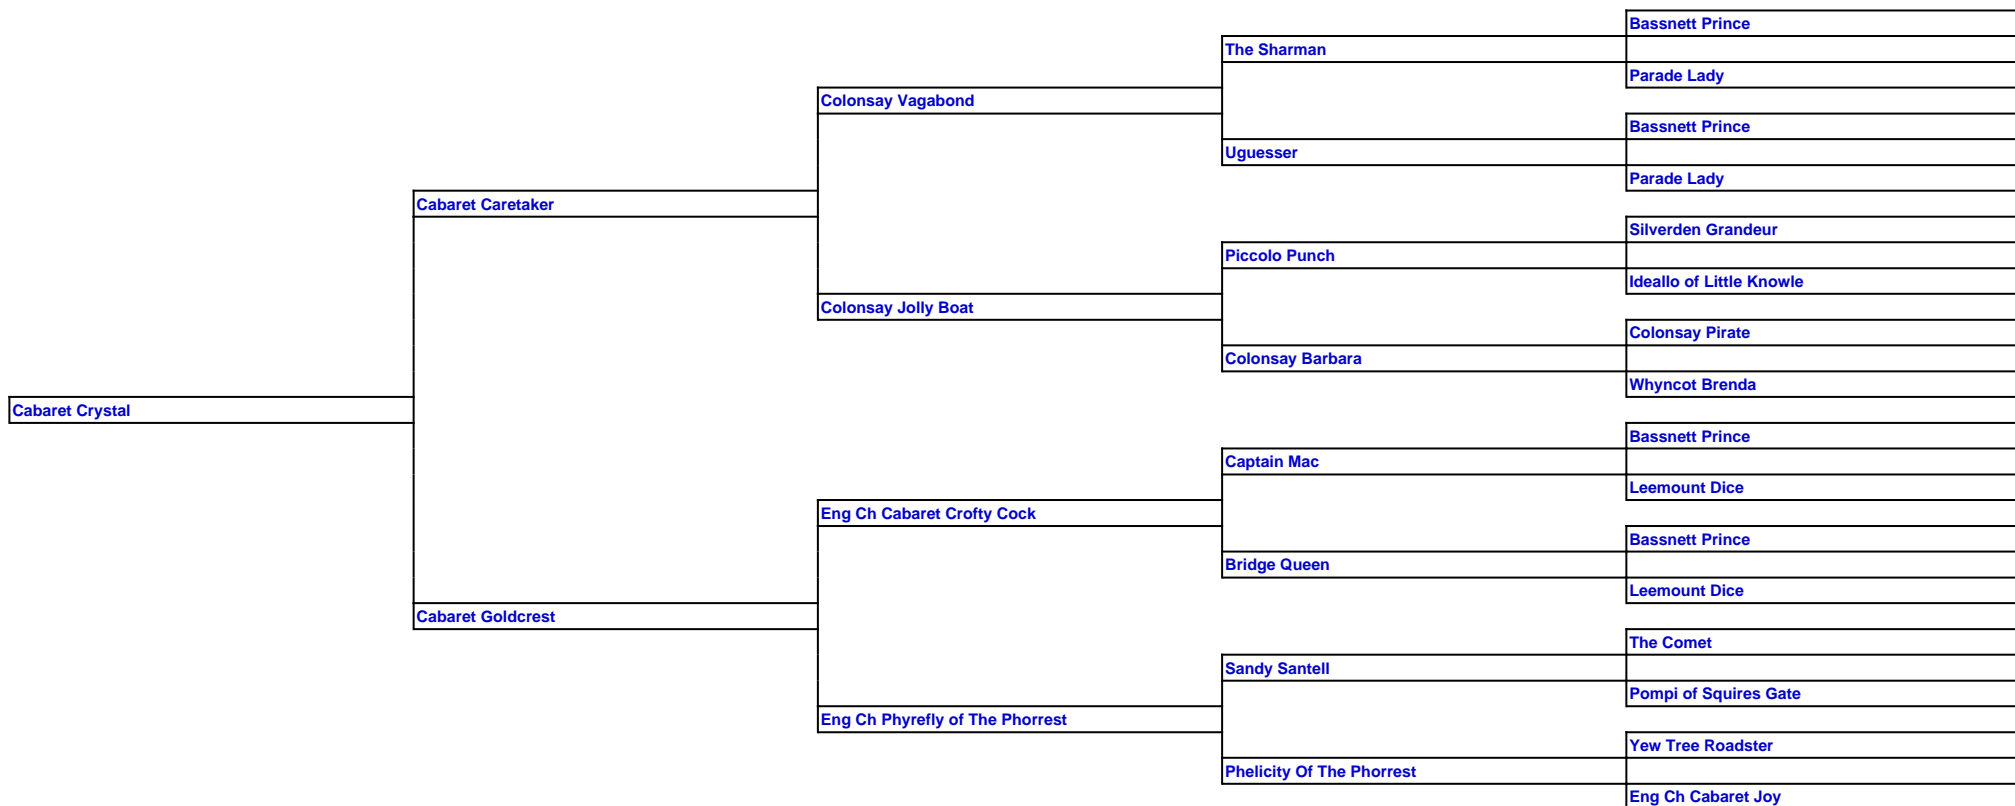 Bassnett Prince
The Sharman
Parade Lady
Colonsay Vagabond
Bassnett Prince
Uguesser
Parade Lady
Cabaret Caretaker
Silverden Grandeur
Piccolo Punch
Ideallo of Little Knowle
Colonsay Jolly Boat
Colonsay Pirate
Colonsay Barbara
Whyncot Brenda
Cabaret Crystal
Bassnett Prince
Captain Mac
Leemount Dice
Eng Ch Cabaret Crofty Cock
Bassnett Prince
Bridge Queen
Leemount Dice
Cabaret Goldcrest
The Comet
Sandy Santell
Pompi of Squires Gate
Eng Ch Phyrefly of The Phorrest
Yew Tree Roadster
Phelicity Of The Phorrest
Eng Ch Cabaret Joy